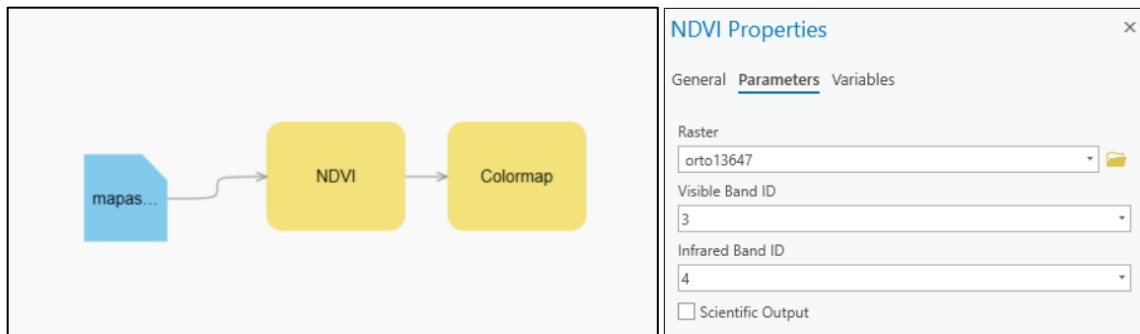 mapas...
NDVI
Colormap
NDVI Properties
×
General Parameters Variables
Raster
orto13647
Visible Band ID
3
Infrared Band ID
4
Scientific Output